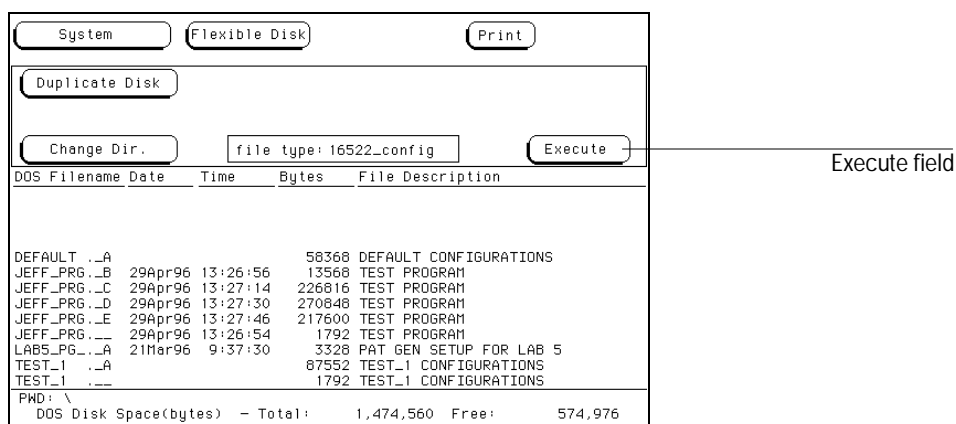 System Flexible Disk Print
Duplicate Disk
Change Dir. file type: 16522_config Execute
Execute field
DOS Filename Date Time Bytes File Description
DEFAULT ._A 58368 DEFAULT CONFIGURATIONS
JEFF_PRG._B 29Apr96 13:26:56 13568 TEST PROGRAM
JEFF_PRG._C 29Apr96 13:27:14 226816 TEST PROGRAM
JEFF_PRG._D 29Apr96 13:27:30 270848 TEST PROGRAM
JEFF_PRG._E 29Apr96 13:27:46 217600 TEST PROGRAM
JEFF_PRG.__ 29Apr96 13:26:54 1792 TEST PROGRAM
LAB5_PG_._A 21Mar96 9:37:30 3328 PAT GEN SETUP FOR LAB 5
TEST_1 ._A 87552 TEST_1 CONFIGURATIONS
TEST_1 .__ 1792 TEST_1 CONFIGURATIONS
PWD: \
DOS Disk Space(bytes) - Total: 1,474,560 Free: 574,976